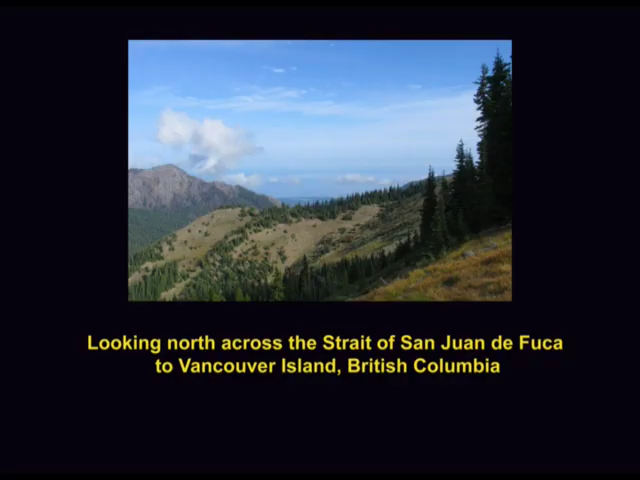 Looking north across the Strait of San Juan de Fuca
to Vancouver Island, British Columbia